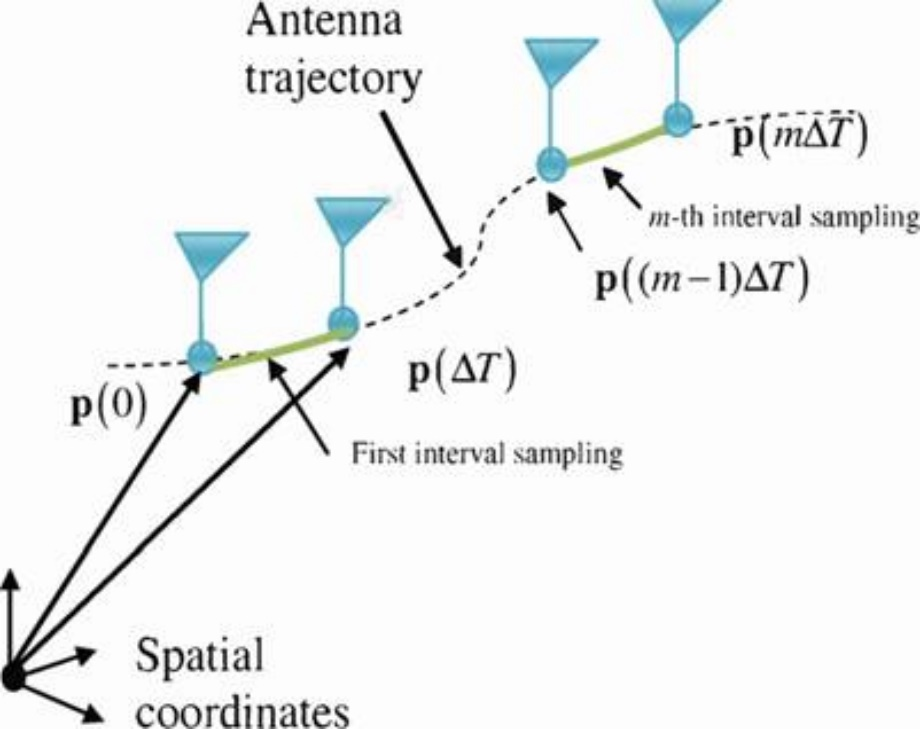 Antenna
trajectory
p(mΔT)
m-th interval sampling
p((m−1)ΔT)
p(ΔT)
p(0)
First interval sampling
Spatial
coordinates